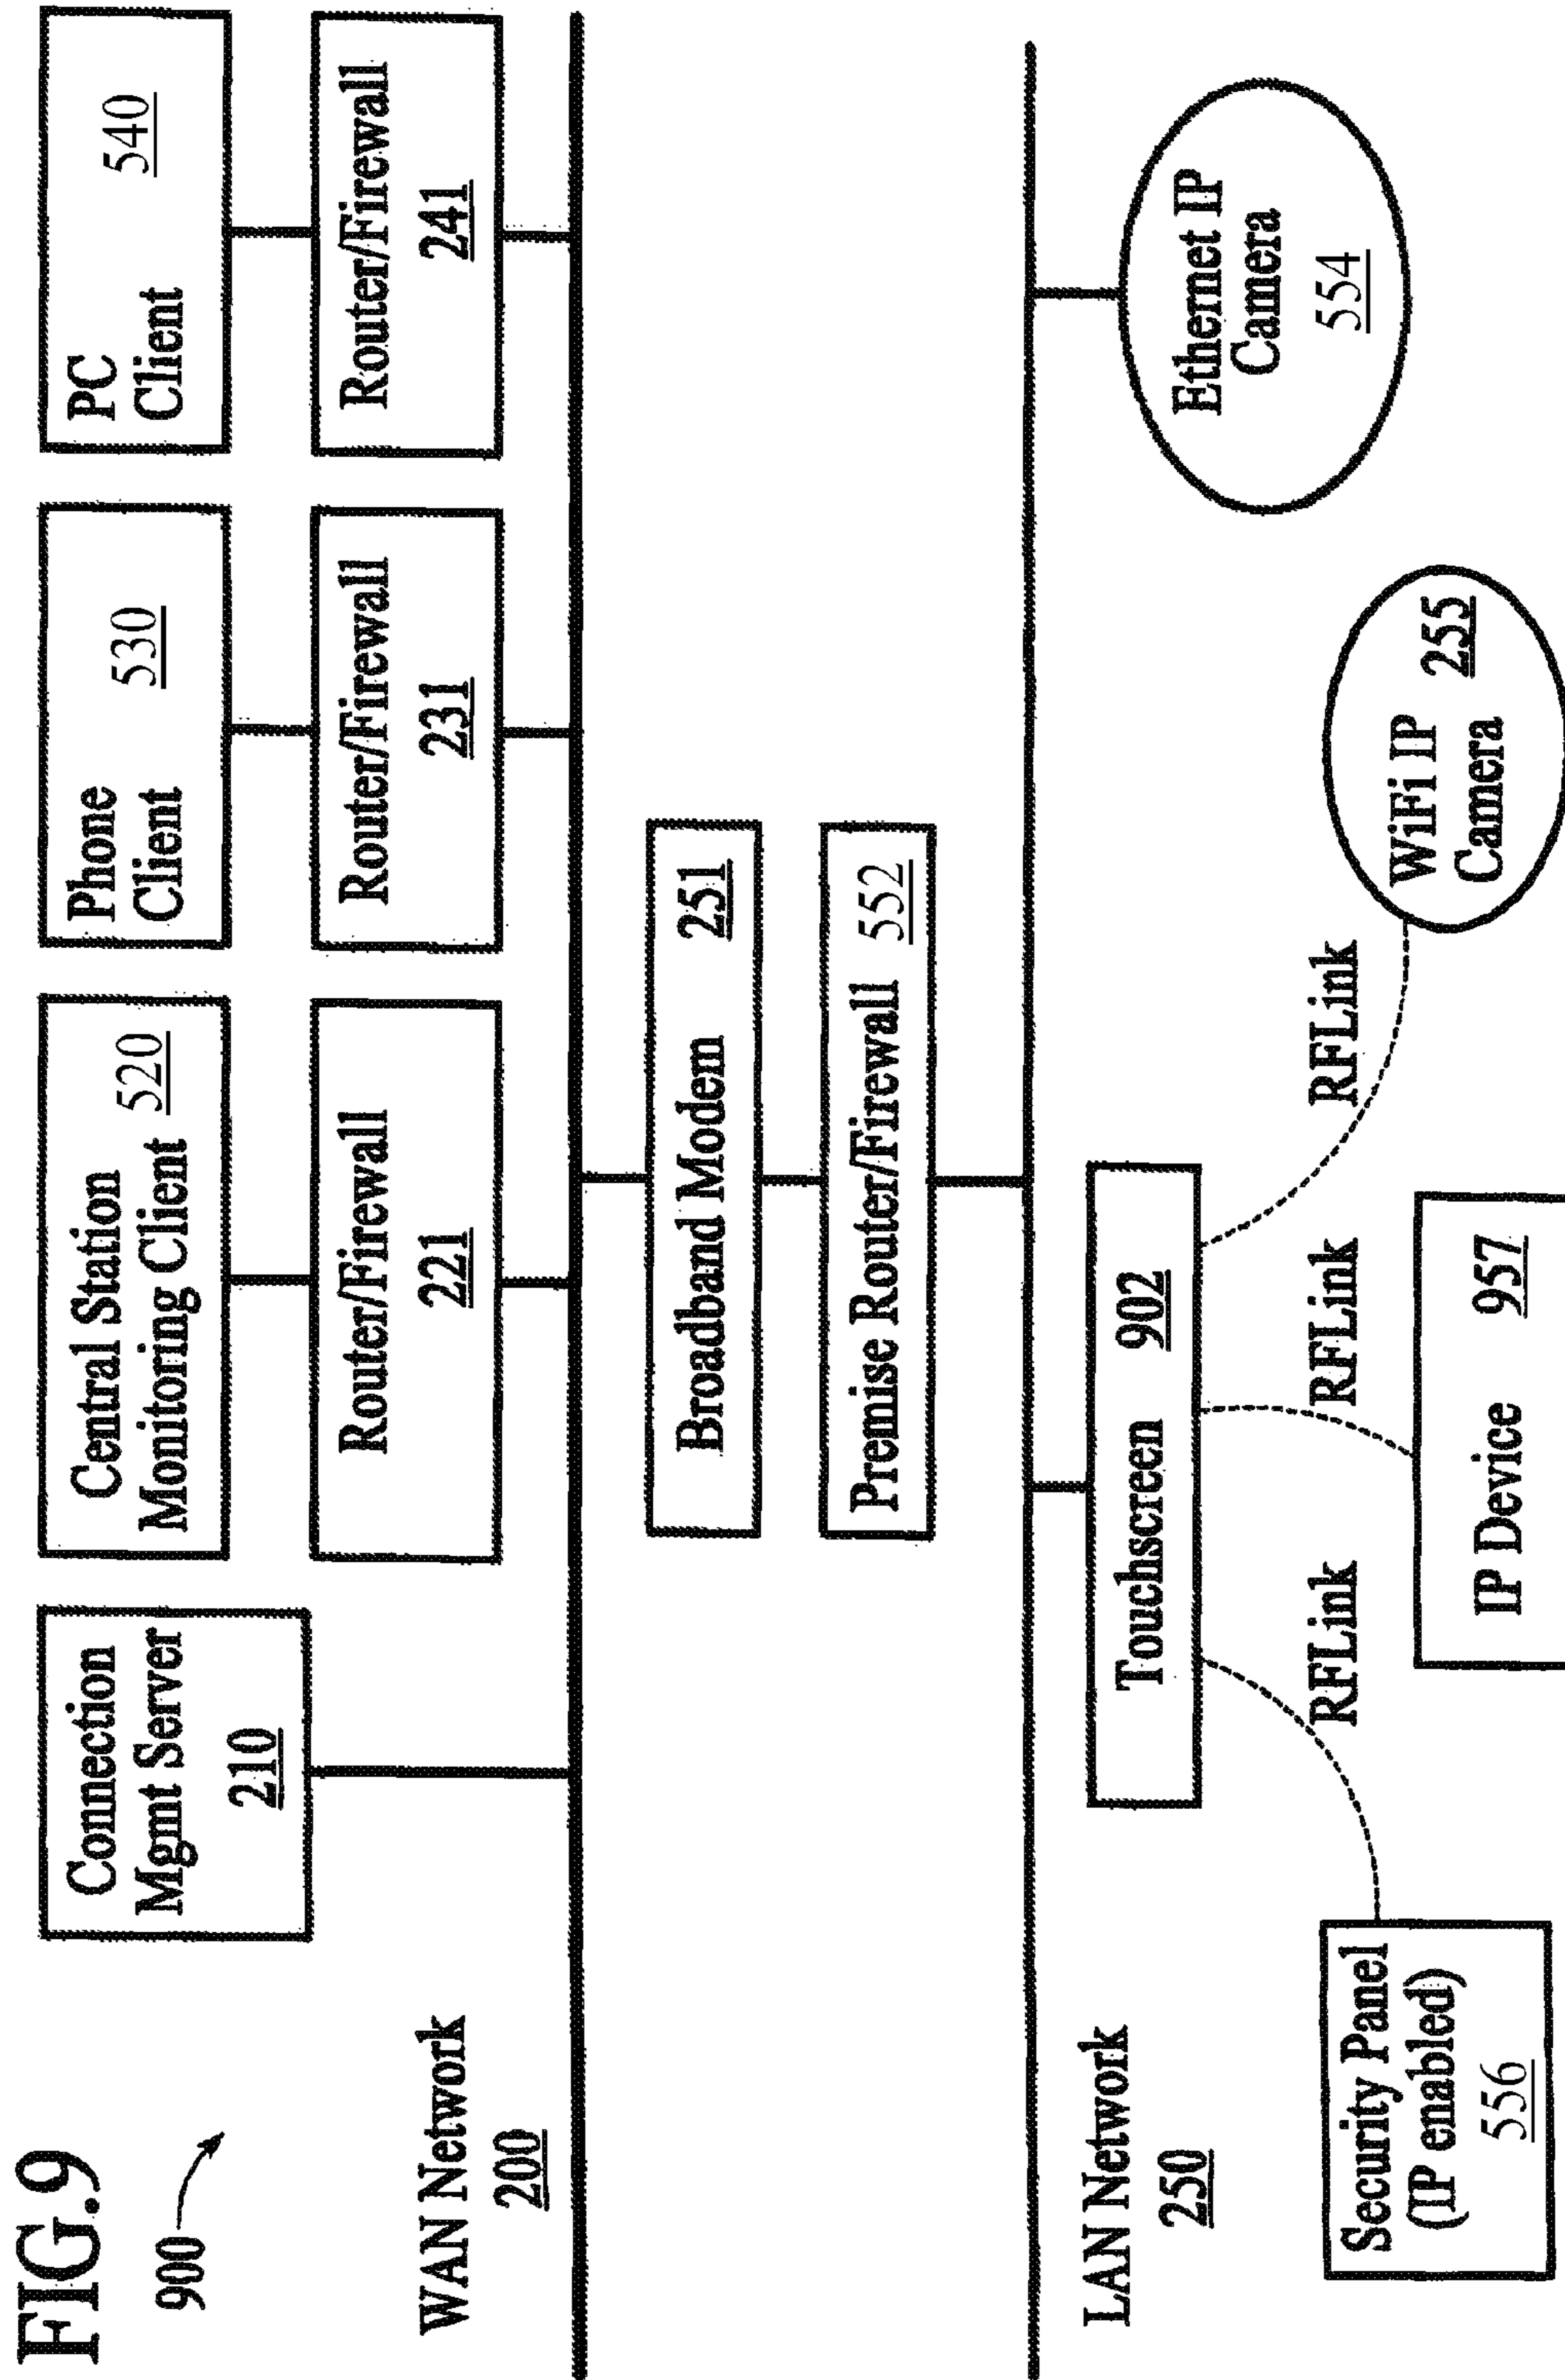 FIG.9
900
Connection
Mgmt Server
210
Central Station
Monitoring Client 520
Phone
Client 530
PC
Client 540
Router/Firewall
221
Router/Firewall
231
Router/Firewall
241
WAN Network
200
Broadband Modem 251
Premise Router/Firewall 552
LAN Network
250
Touchscreen 902
Ethernet IP
Camera
554
RFLink
RFLink
RFLink
Security Panel
(IP enabled)
556
IP Device 957
WiFi IP
Camera 255